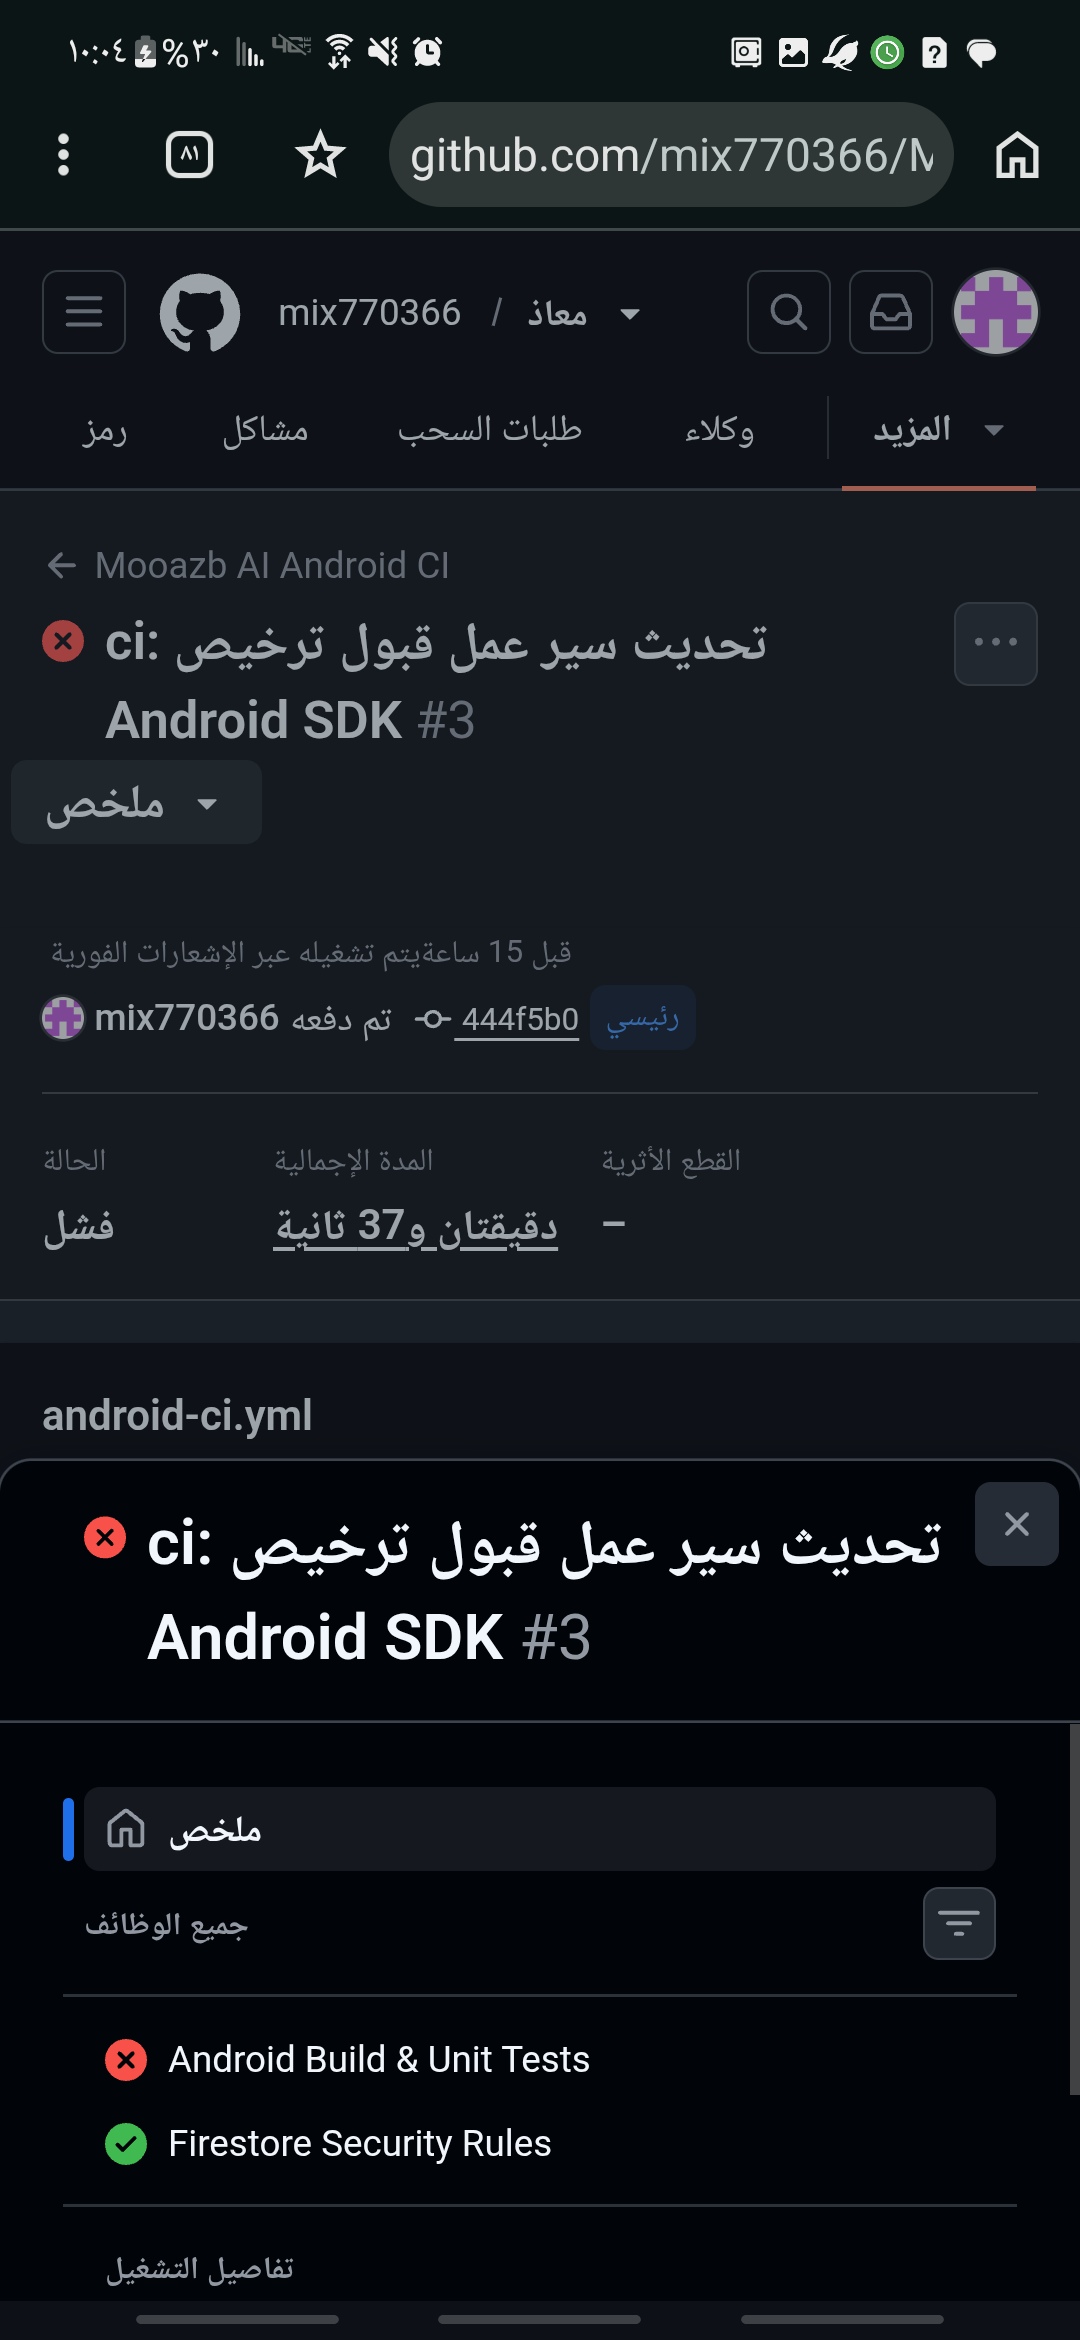 ١٠:٠٤ %٣٠
٨١ github.com/mix770366/M
mix770366 / معاذ
رمز مشاكل طلبات السحب وكلاء المزيد
Mooazb AI Android CI
ci: تحديث سير عمل قبول ترخيص
Android SDK #3
ملخص
قبل 15 ساعةيتم تشغيله عبر الإشعارات الفورية
mix770366 تم دفعه 444f5b0 رئيسي
الحالة المدة الإجمالية القطع الأثرية
فشل دقيقتان و37 ثانية –
android-ci.yml
ci: تحديث سير عمل قبول ترخيص
Android SDK #3
ملخص
جميع الوظائف
Android Build & Unit Tests
Firestore Security Rules
تفاصيل التشغيل